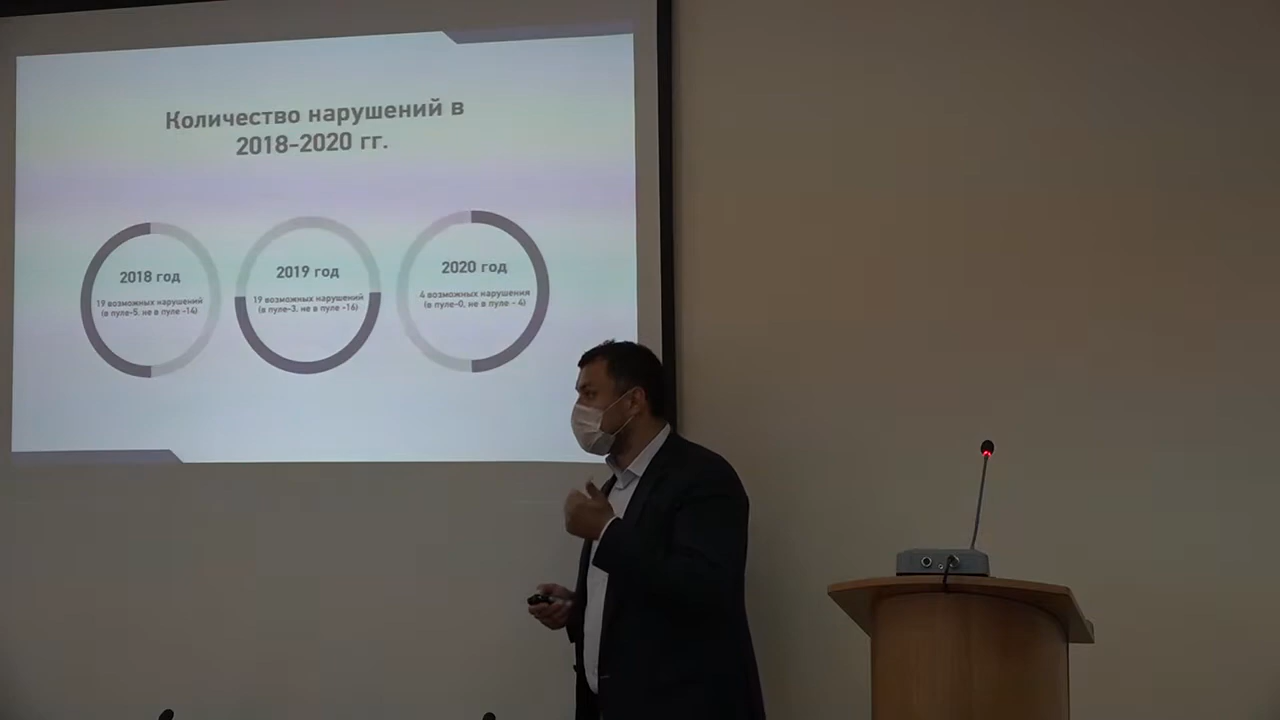 Количество нарушений в
2018-2020 гг.
2018 год
19 возможных нарушений
(в пуле-5, не в пуле -14)
2019 год
19 возможных нарушений
(в пуле-3, не в пуле -16)
2020 год
4 возможных нарушения
(в пуле-0, не в пуле - 4)